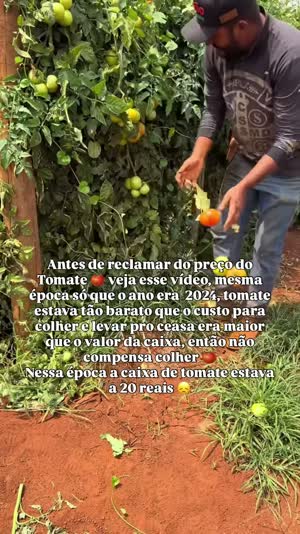 Antes de reclamar do preço do
Tomate 🍅 veja esse vídeo, mesma
época só que o ano era 2024, tomate
estava tão barato que o custo para
colher e levar pro ceasa era maior
que o valor da caixa, então não
compensa colher 🍅
Nessa época a caixa de tomate estava
a 20 reais 🥺